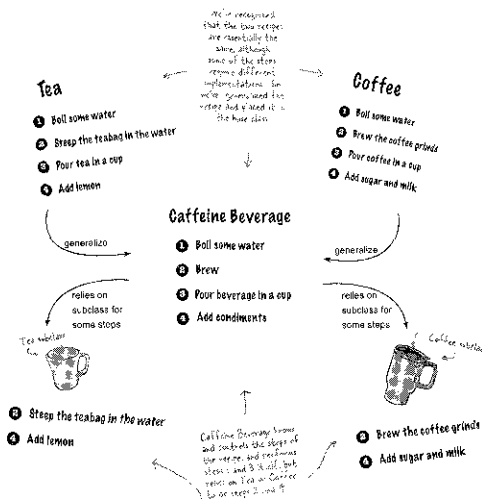 We've recognized
that the two recipes
are essentially the
same, although
some of the steps
require different
implementations. So
we've generalized the
recipe and placed it in
the base class.
Tea
1 Boil some water
2 Steep the teabag in the water
3 Pour tea in a cup
4 Add lemon
Coffee
1 Boil some water
2 Brew the coffee grinds
3 Pour coffee in a cup
4 Add sugar and milk
Caffeine Beverage
1 Boil some water
2 Brew
3 Pour beverage in a cup
4 Add condiments
generalize
generalize
relies on
subclass for
some steps
relies on
subclass for
some steps
Tea subclass
Coffee subclass
2 Steep the teabag in the water
4 Add lemon
2 Brew the coffee grinds
4 Add sugar and milk
Caffeine Beverage knows
and controls the steps of
the recipe, and performs
steps 1 and 3 itself, but
relies on Tea or Coffee
to do steps 2 and 4